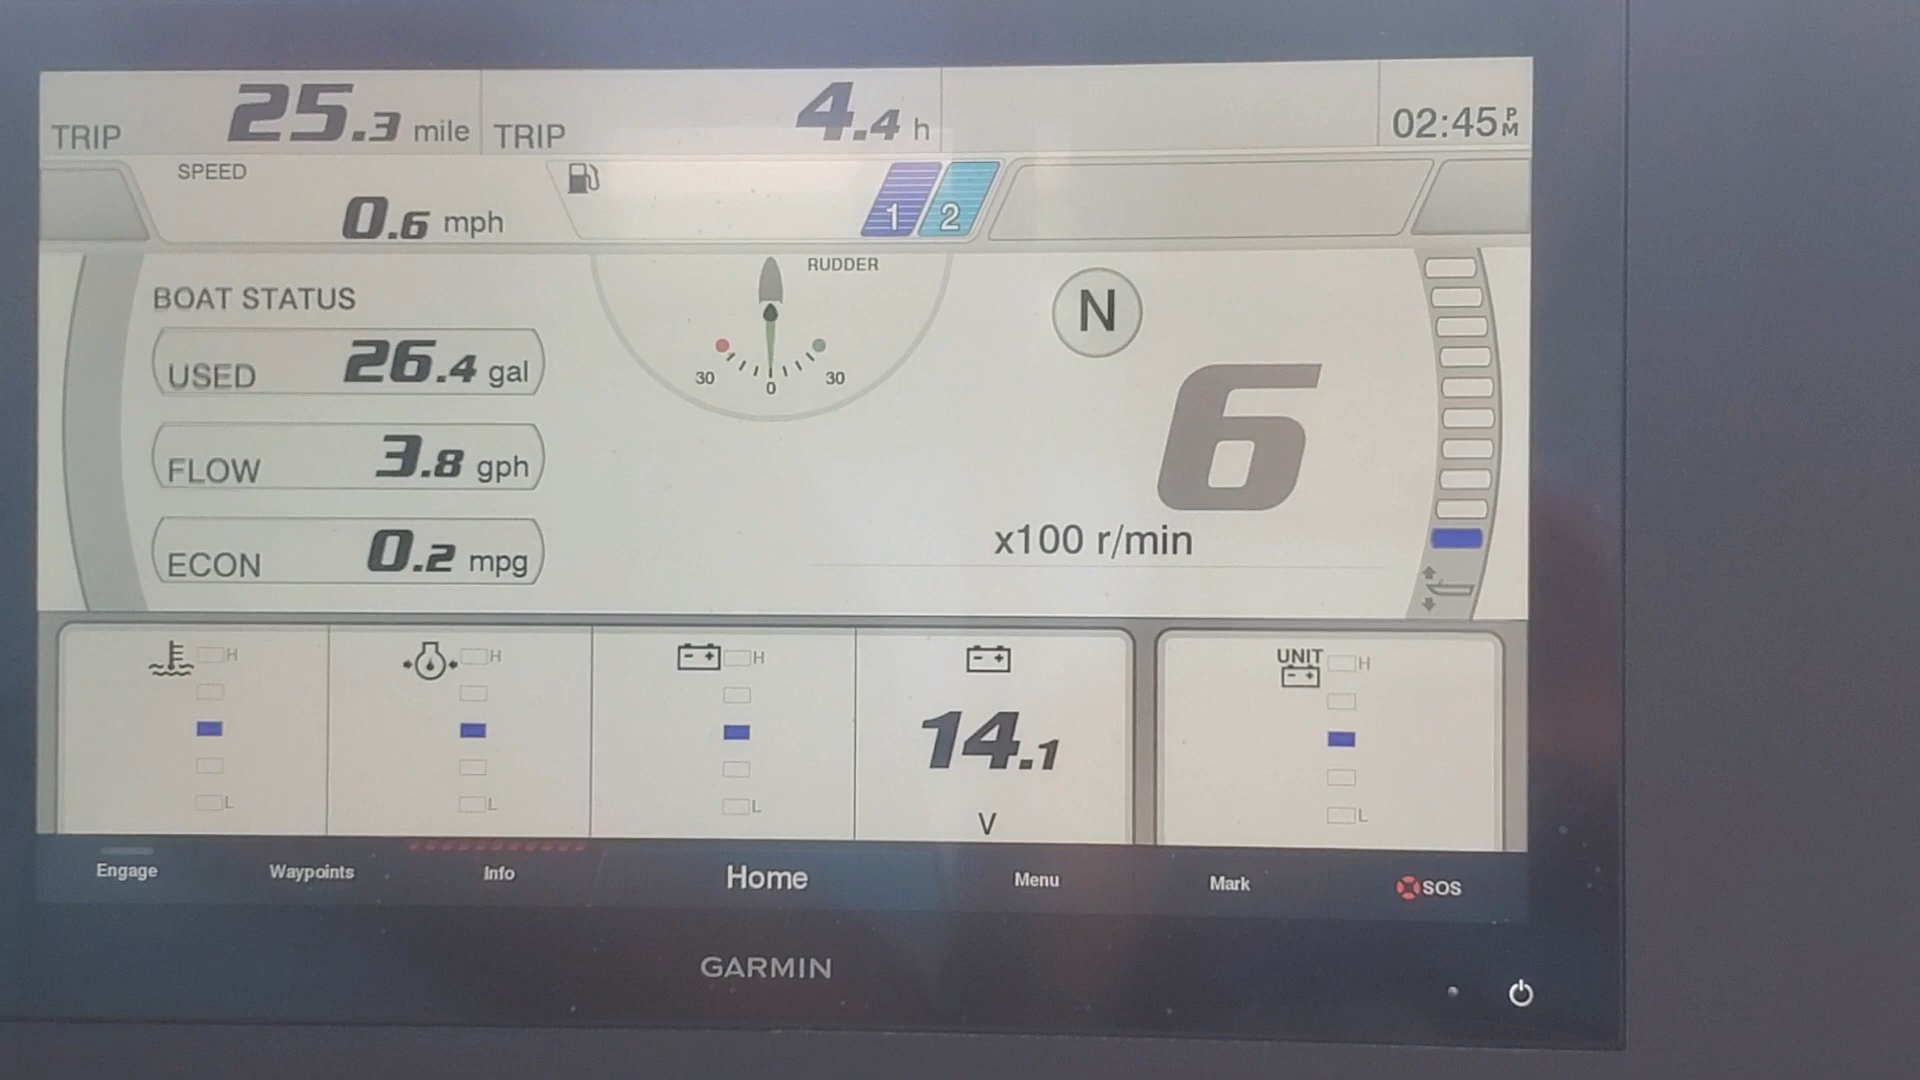 TRIP 25.3 mile TRIP 4.4 h 02:45 PM
SPEED
0.6 mph 1 2
RUDDER
BOAT STATUS N
USED 26.4 gal
30 0 30
6
FLOW 3.8 gph
x100 r/min
ECON 0.2 mpg
H H H UNIT H
14.1
L L L V L
Engage Waypoints Info Home Menu Mark SOS
GARMIN